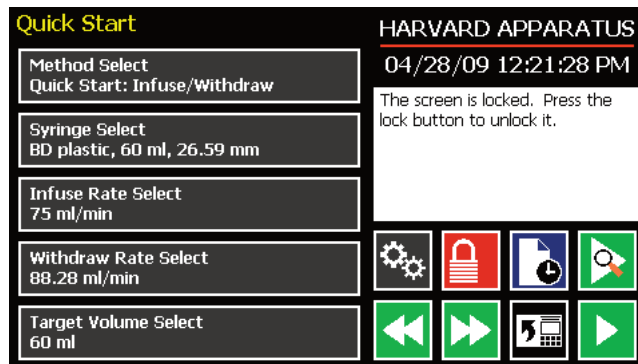 Quick Start
Method Select
Quick Start: Infuse/Withdraw
Syringe Select
BD plastic, 60 ml, 26.59 mm
Infuse Rate Select
75 ml/min
Withdraw Rate Select
88.28 ml/min
Target Volume Select
60 ml
HARVARD APPARATUS
04/28/09 12:21:28 PM
The screen is locked. Press the
lock button to unlock it.